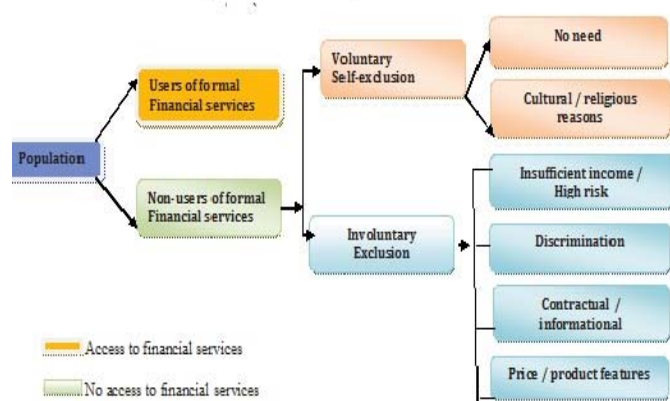 Population
Users of formal
Financial services
Non-users of formal
Financial services
Voluntary
Self-exclusion
Involuntary
Exclusion
No need
Cultural / religious
reasons
Insufficient income /
High risk
Discrimination
Contractual /
informational
Price / product features
Access to financial services
No access to financial services